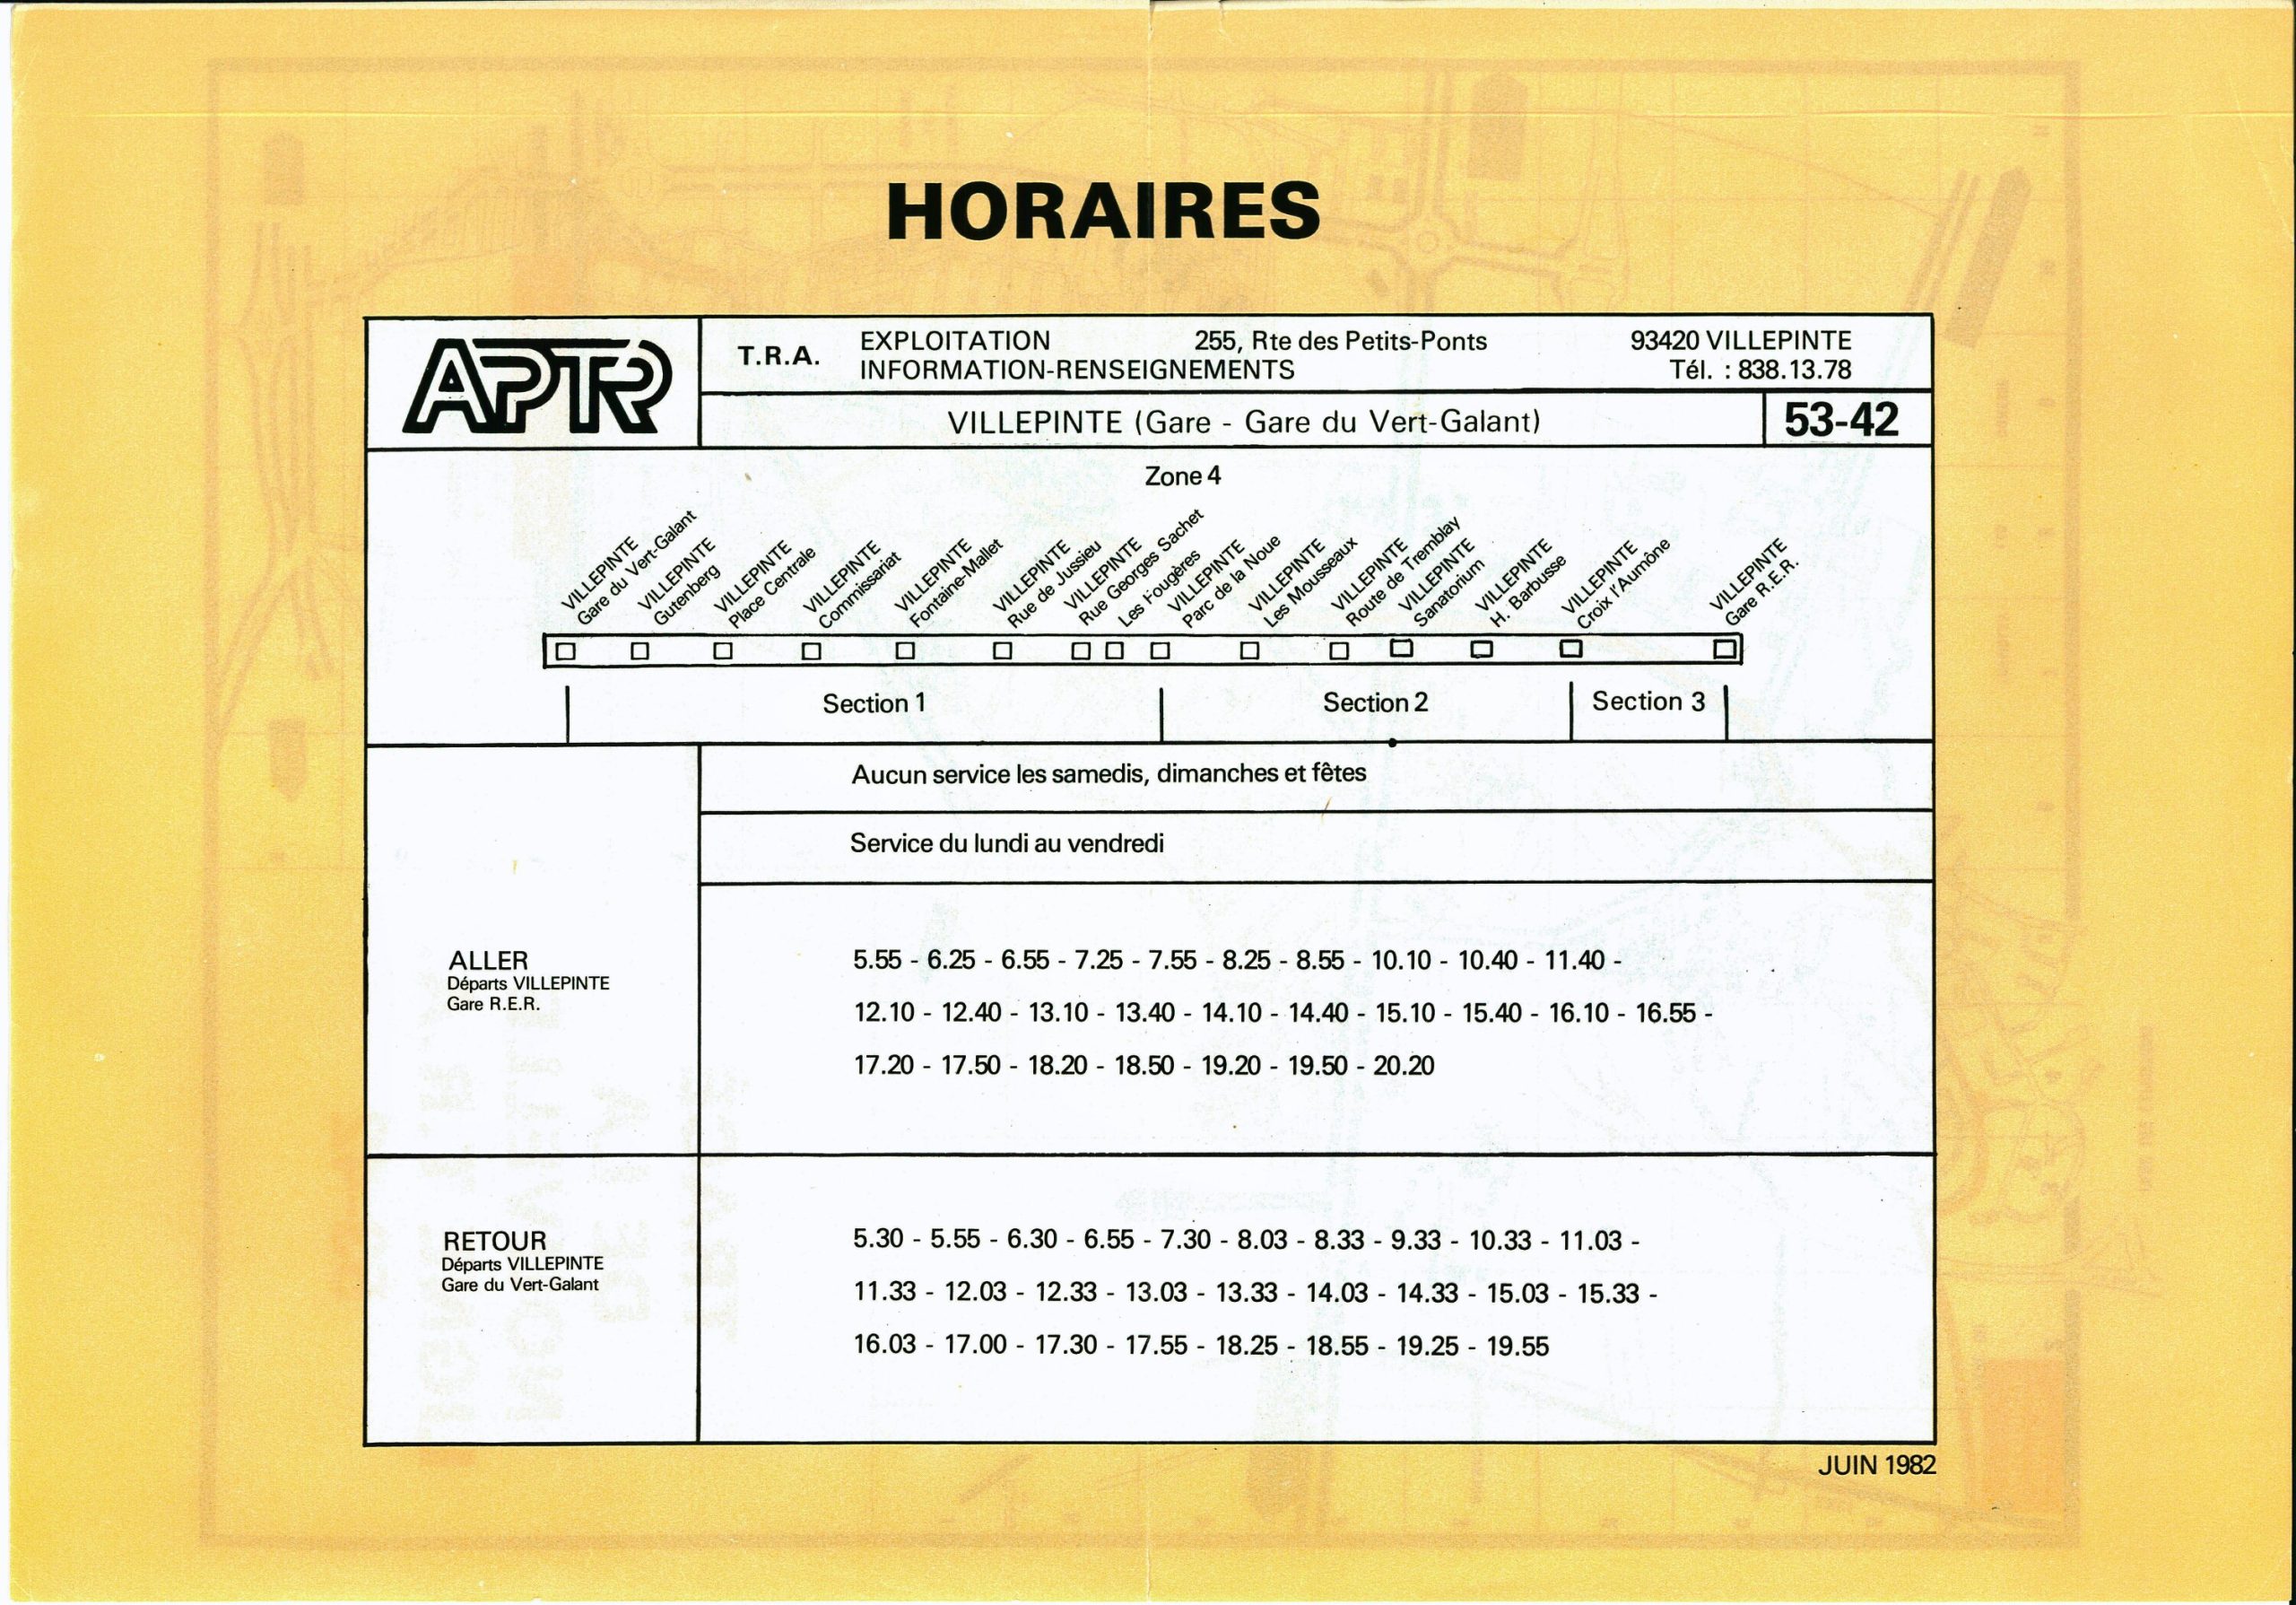 HORAIRES
APTR
T.R.A.
EXPLOITATION 255, Rte des Petits-Ponts 93420 VILLEPINTE
INFORMATION-RENSEIGNEMENTS Tél. : 838.13.78
VILLEPINTE (Gare - Gare du Vert-Galant)
53-42
Zone 4
VILLEPINTE
Gare du Vert-Galant
VILLEPINTE
Gutenberg
VILLEPINTE
Place Centrale
VILLEPINTE
Commissariat
VILLEPINTE
Fontaine-Mallet
VILLEPINTE
Rue de Jussieu
VILLEPINTE
Rue Georges Sachet
Les Fougères
VILLEPINTE
Parc de la Noue
VILLEPINTE
Les Mousseaux
VILLEPINTE
Route de Tremblay
VILLEPINTE
Sanatorium
VILLEPINTE
H. Barbusse
VILLEPINTE
Croix l'Aumône
VILLEPINTE
Gare R.E.R.
Section 1 Section 2 Section 3
Aucun service les samedis, dimanches et fêtes
Service du lundi au vendredi
ALLER
Départs VILLEPINTE
Gare R.E.R.
5.55 - 6.25 - 6.55 - 7.25 - 7.55 - 8.25 - 8.55 - 10.10 - 10.40 - 11.40 -
12.10 - 12.40 - 13.10 - 13.40 - 14.10 - 14.40 - 15.10 - 15.40 - 16.10 - 16.55 -
17.20 - 17.50 - 18.20 - 18.50 - 19.20 - 19.50 - 20.20
RETOUR
Départs VILLEPINTE
Gare du Vert-Galant
5.30 - 5.55 - 6.30 - 6.55 - 7.30 - 8.03 - 8.33 - 9.33 - 10.33 - 11.03 -
11.33 - 12.03 - 12.33 - 13.03 - 13.33 - 14.03 - 14.33 - 15.03 - 15.33 -
16.03 - 17.00 - 17.30 - 17.55 - 18.25 - 18.55 - 19.25 - 19.55
JUIN 1982